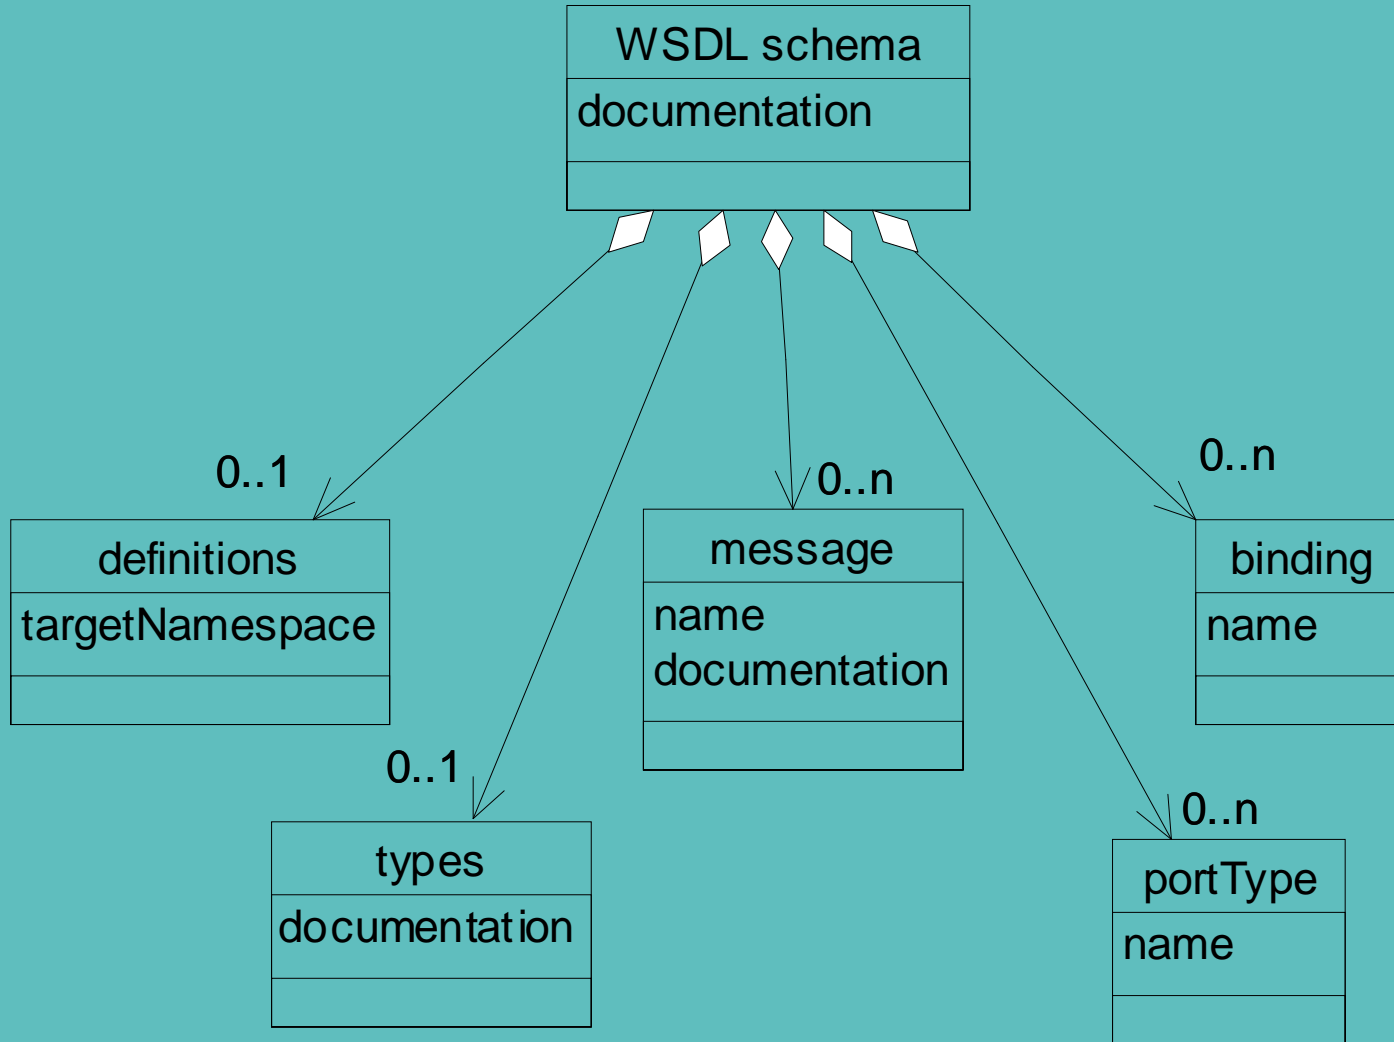 WSDL schema
documentation
0..1
0..n
0..n
definitions
targetNamespace
message
name
documentation
binding
name
0..1
0..n
types
documentation
portType
name